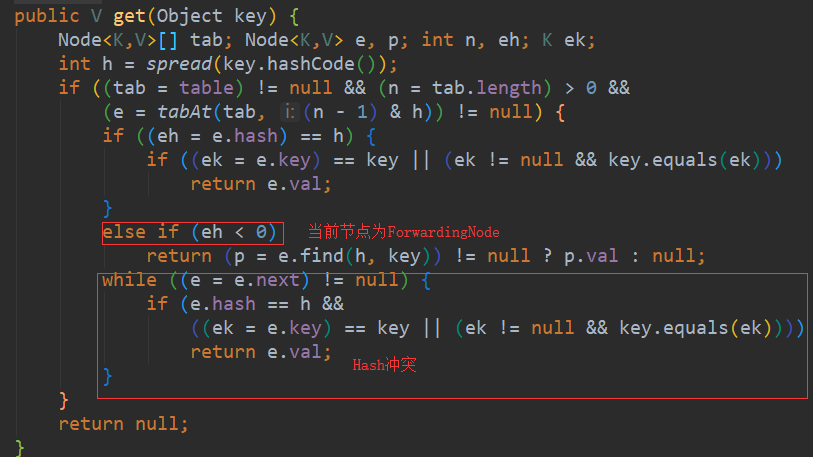 public V get(Object key) {
Node<K,V>[] tab; Node<K,V> e, p; int n, eh; K ek;
int h = spread(key.hashCode());
if ((tab = table) != null && (n = tab.length) > 0 &&
(e = tabAt(tab, i: (n - 1) & h)) != null) {
if ((eh = e.hash) == h) {
if ((ek = e.key) == key || (ek != null && key.equals(ek)))
return e.val;
}
else if (eh < 0) 当前节点为ForwardingNode
return (p = e.find(h, key)) != null ? p.val : null;
while ((e = e.next) != null) {
if (e.hash == h &&
((ek = e.key) == key || (ek != null && key.equals(ek))))
return e.val;
Hash冲突
}
}
return null;
}